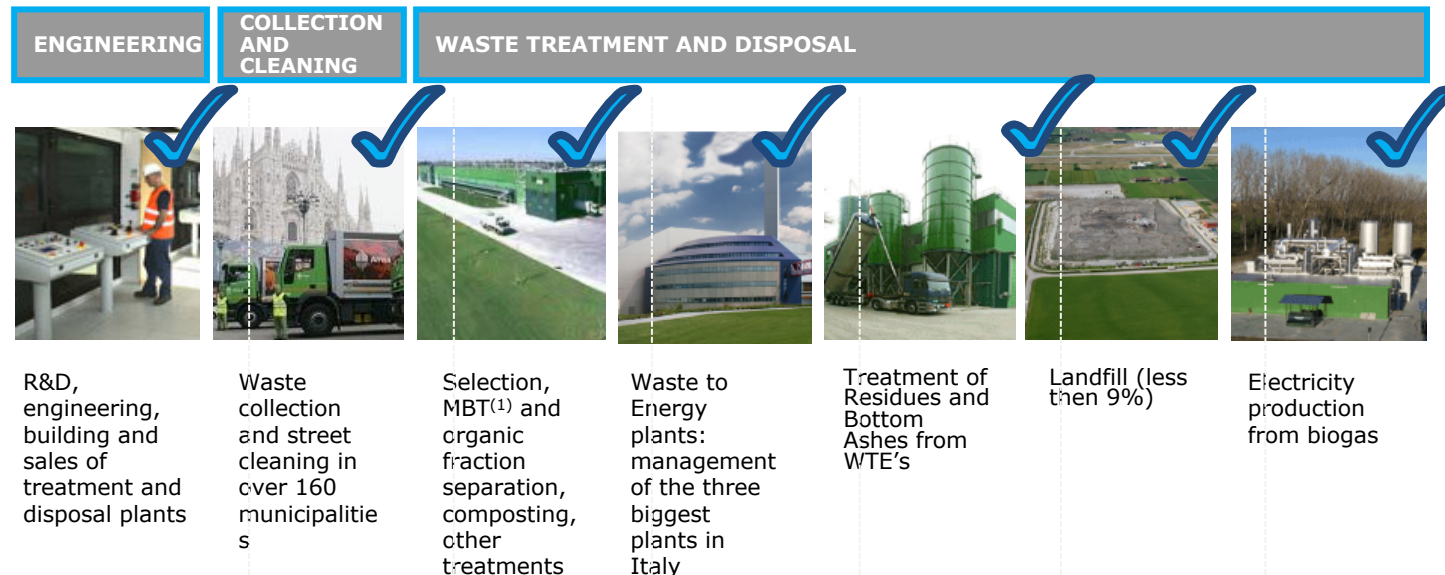 ENGINEERING
COLLECTION
AND
CLEANING
WASTE TREATMENT AND DISPOSAL
R&D,
engineering,
building and
sales of
treatment and
disposal plants
Waste
collection
and street
cleaning in
over 160
municipalitie
s
Selection,
MBT(1) and
organic
fraction
separation,
composting,
other
treatments
Waste to
Energy
plants:
management
of the three
biggest
plants in
Italy
Treatment of
Residues and
Bottom
Ashes from
WTE's
Landfill (less
then 9%)
Electricity
production
from biogas